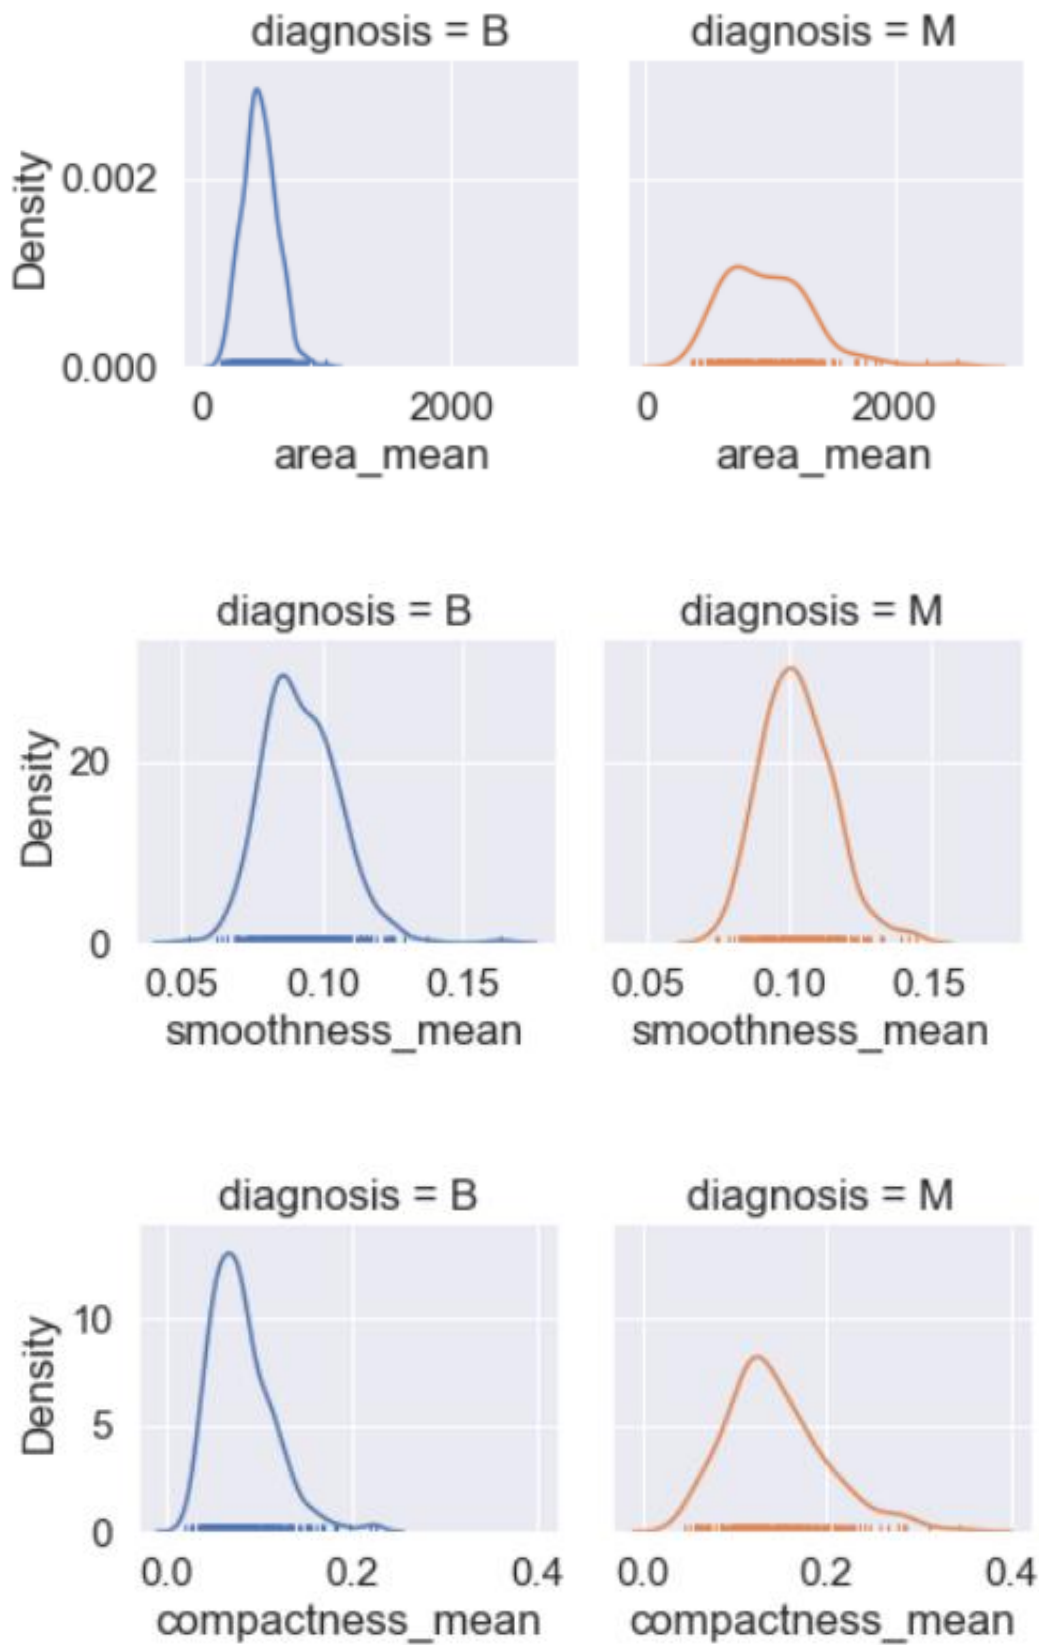 diagnosis = B
diagnosis = M
Density
0.002
0.000
0
2000
0
2000
area_mean
area_mean
diagnosis = B
diagnosis = M
Density
20
0
0.05
0.10
0.15
0.05
0.10
0.15
smoothness_mean
smoothness_mean
diagnosis = B
diagnosis = M
Density
10
5
0
0.0
0.2
0.4
0.0
0.2
0.4
compactness_mean
compactness_mean